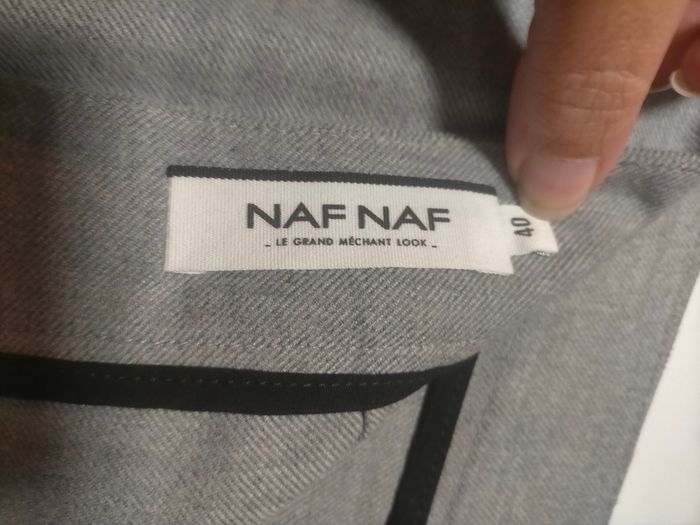 NAF NAF
_ LE GRAND MÉCHANT LOOK _
40